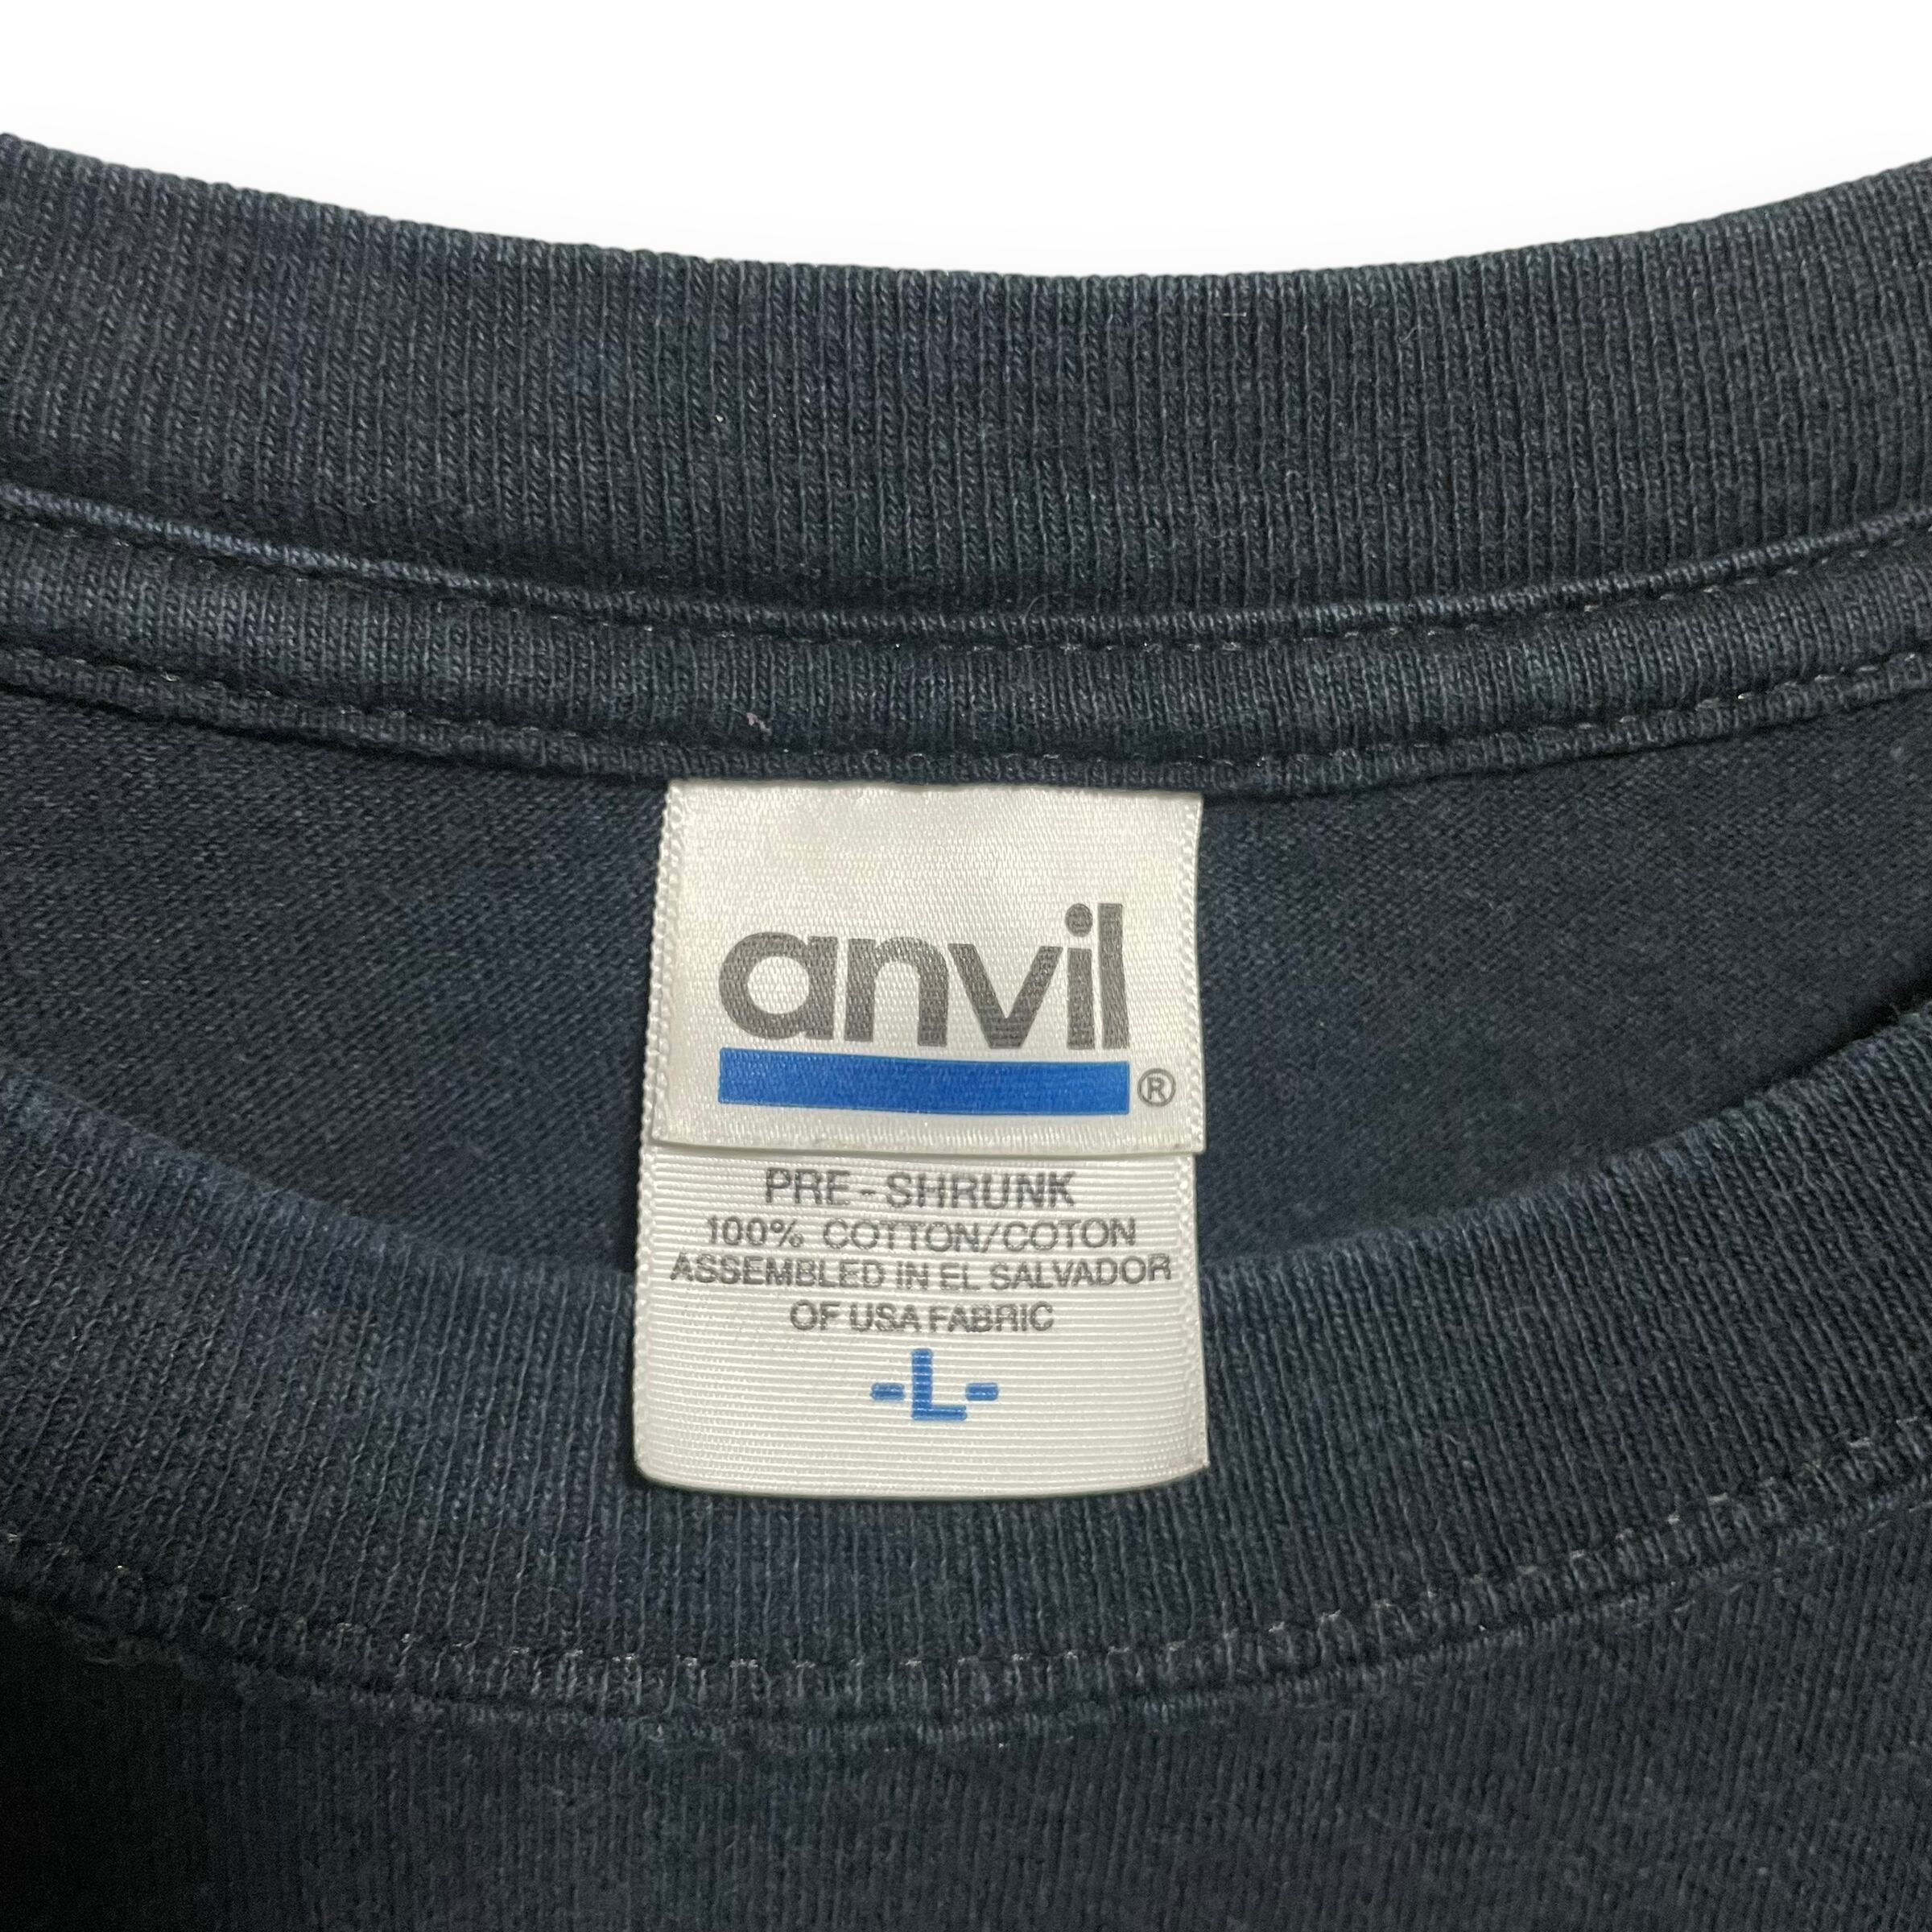 anvil
®
PRE-SHRUNK
100% COTTON/COTON
ASSEMBLED IN EL SALVADOR
OF USA FABRIC
-L-